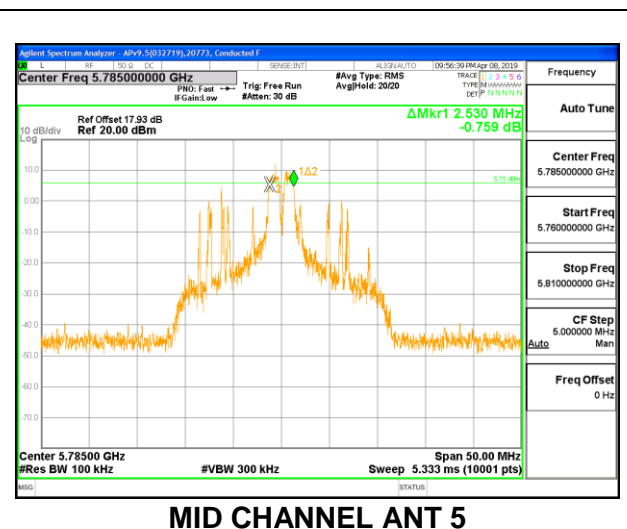 Agilent Spectrum Analyzer - APv9.5(032719),20773, Conducted F
L RF 50 Ω DC SENSE:INT ALIGN AUTO 09:56:39 PM Apr 08, 2019
Center Freq 5.785000000 GHz
PNO: Fast
IFGain:Low
Trig: Free Run
#Atten: 30 dB
#Avg Type: RMS
Avg|Hold: 20/20
TRACE 1 2 3 4 5 6
TYPE M
DET P N N N N N
Frequency
Auto Tune
Center Freq
5.785000000 GHz
Start Freq
5.760000000 GHz
Stop Freq
5.810000000 GHz
CF Step
5.000000 MHz
Auto Man
Freq Offset
0 Hz
Ref Offset 17.93 dB
Ref 20.00 dBm
10 dB/div
Log
ΔMkr1 2.530 MHz
-0.759 dB
10.0
0.00
-10.0
-20.0
-30.0
-40.0
-50.0
-60.0
-70.0
1Δ2
5.75 dBm
Center 5.78500 GHz
Span 50.00 MHz
#Res BW 100 kHz
#VBW 300 kHz
Sweep 5.333 ms (10001 pts)
MSG
STATUS
MID CHANNEL ANT 5